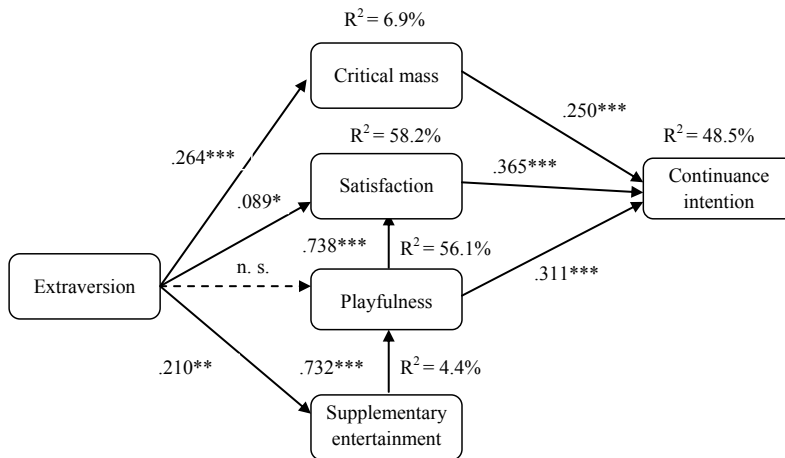 R² = 6.9%
Critical mass
.250***
R² = 58.2%
R² = 48.5%
.264***
Satisfaction
.365***
Continuance
intention
.089*
.738***
R² = 56.1%
Extraversion
n. s.
Playfulness
.311***
.210**
.732***
R² = 4.4%
Supplementary
entertainment